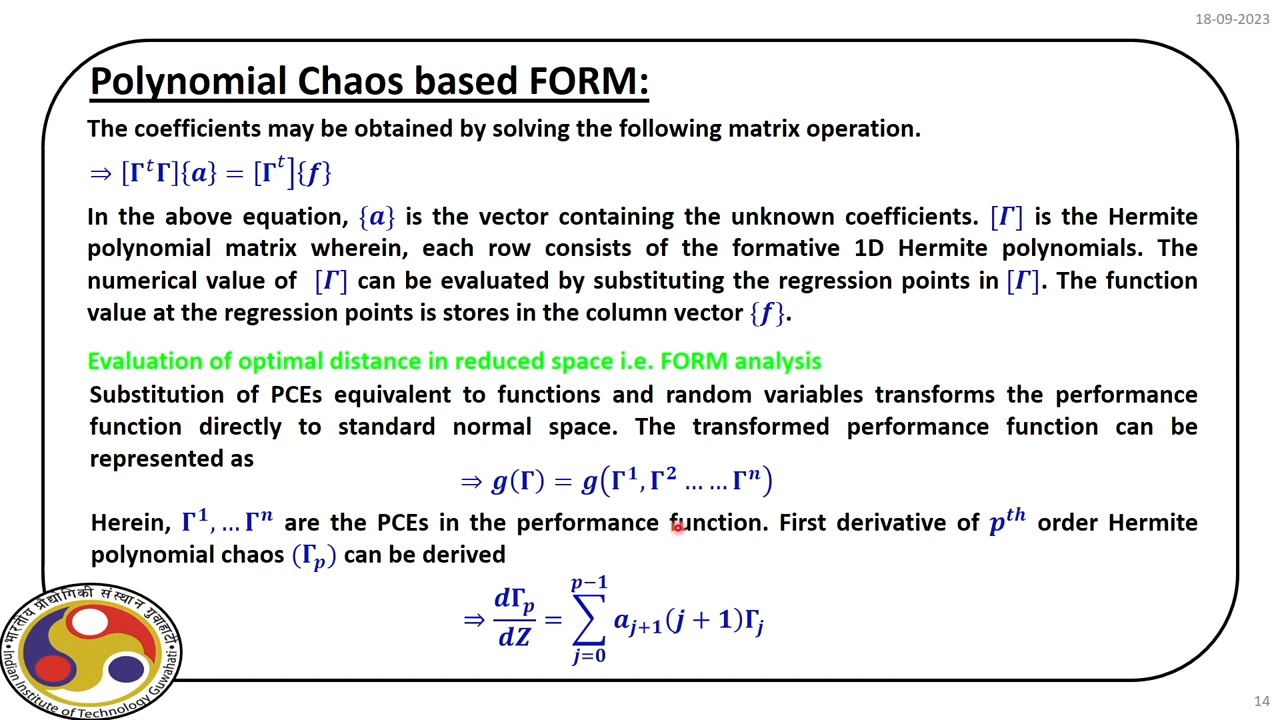 18-09-2023
Polynomial Chaos based FORM:
The coefficients may be obtained by solving the following matrix operation.
⇒ [Γᵗ Γ]{a} = [Γᵗ]{f}
In the above equation, {a} is the vector containing the unknown coefficients. [Γ] is the Hermite
polynomial matrix wherein, each row consists of the formative 1D Hermite polynomials. The
numerical value of [Γ] can be evaluated by substituting the regression points in [Γ]. The function
value at the regression points is stores in the column vector {f}.
Evaluation of optimal distance in reduced space i.e. FORM analysis
Substitution of PCEs equivalent to functions and random variables transforms the performance
function directly to standard normal space. The transformed performance function can be
represented as
⇒ g(Γ) = g(Γ¹, Γ² … … Γⁿ)
Herein, Γ¹, … Γⁿ are the PCEs in the performance function. First derivative of pᵗʰ order Hermite
polynomial chaos (Γₚ) can be derived
⇒ dΓₚ/dZ = ∑_{j=0}^{p−1} a_{j+1}(j + 1)Γⱼ
भारतीय प्रौद्योगिकी संस्थान गुवाहाटी
Indian Institute of Technology Guwahati
14